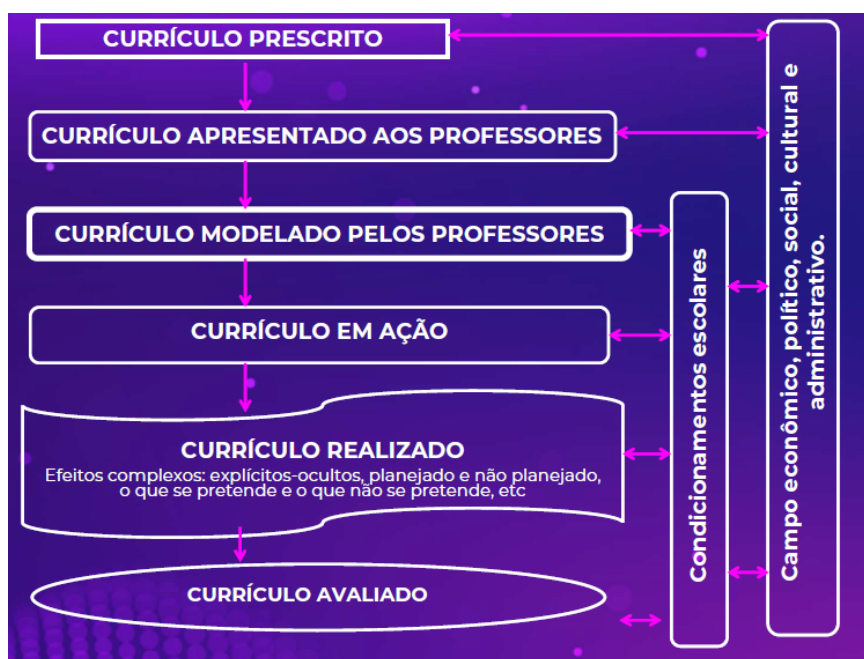 CURRÍCULO PRESCRITO
CURRÍCULO APRESENTADO AOS PROFESSORES
CURRÍCULO MODELADO PELOS PROFESSORES
CURRÍCULO EM AÇÃO
CURRÍCULO REALIZADO
Efeitos complexos: explícitos-ocultos, planejado e não planejado,
o que se pretende e o que não se pretende, etc
CURRÍCULO AVALIADO
Condicionamentos escolares
Campo econômico, político, social, cultural e
administrativo.